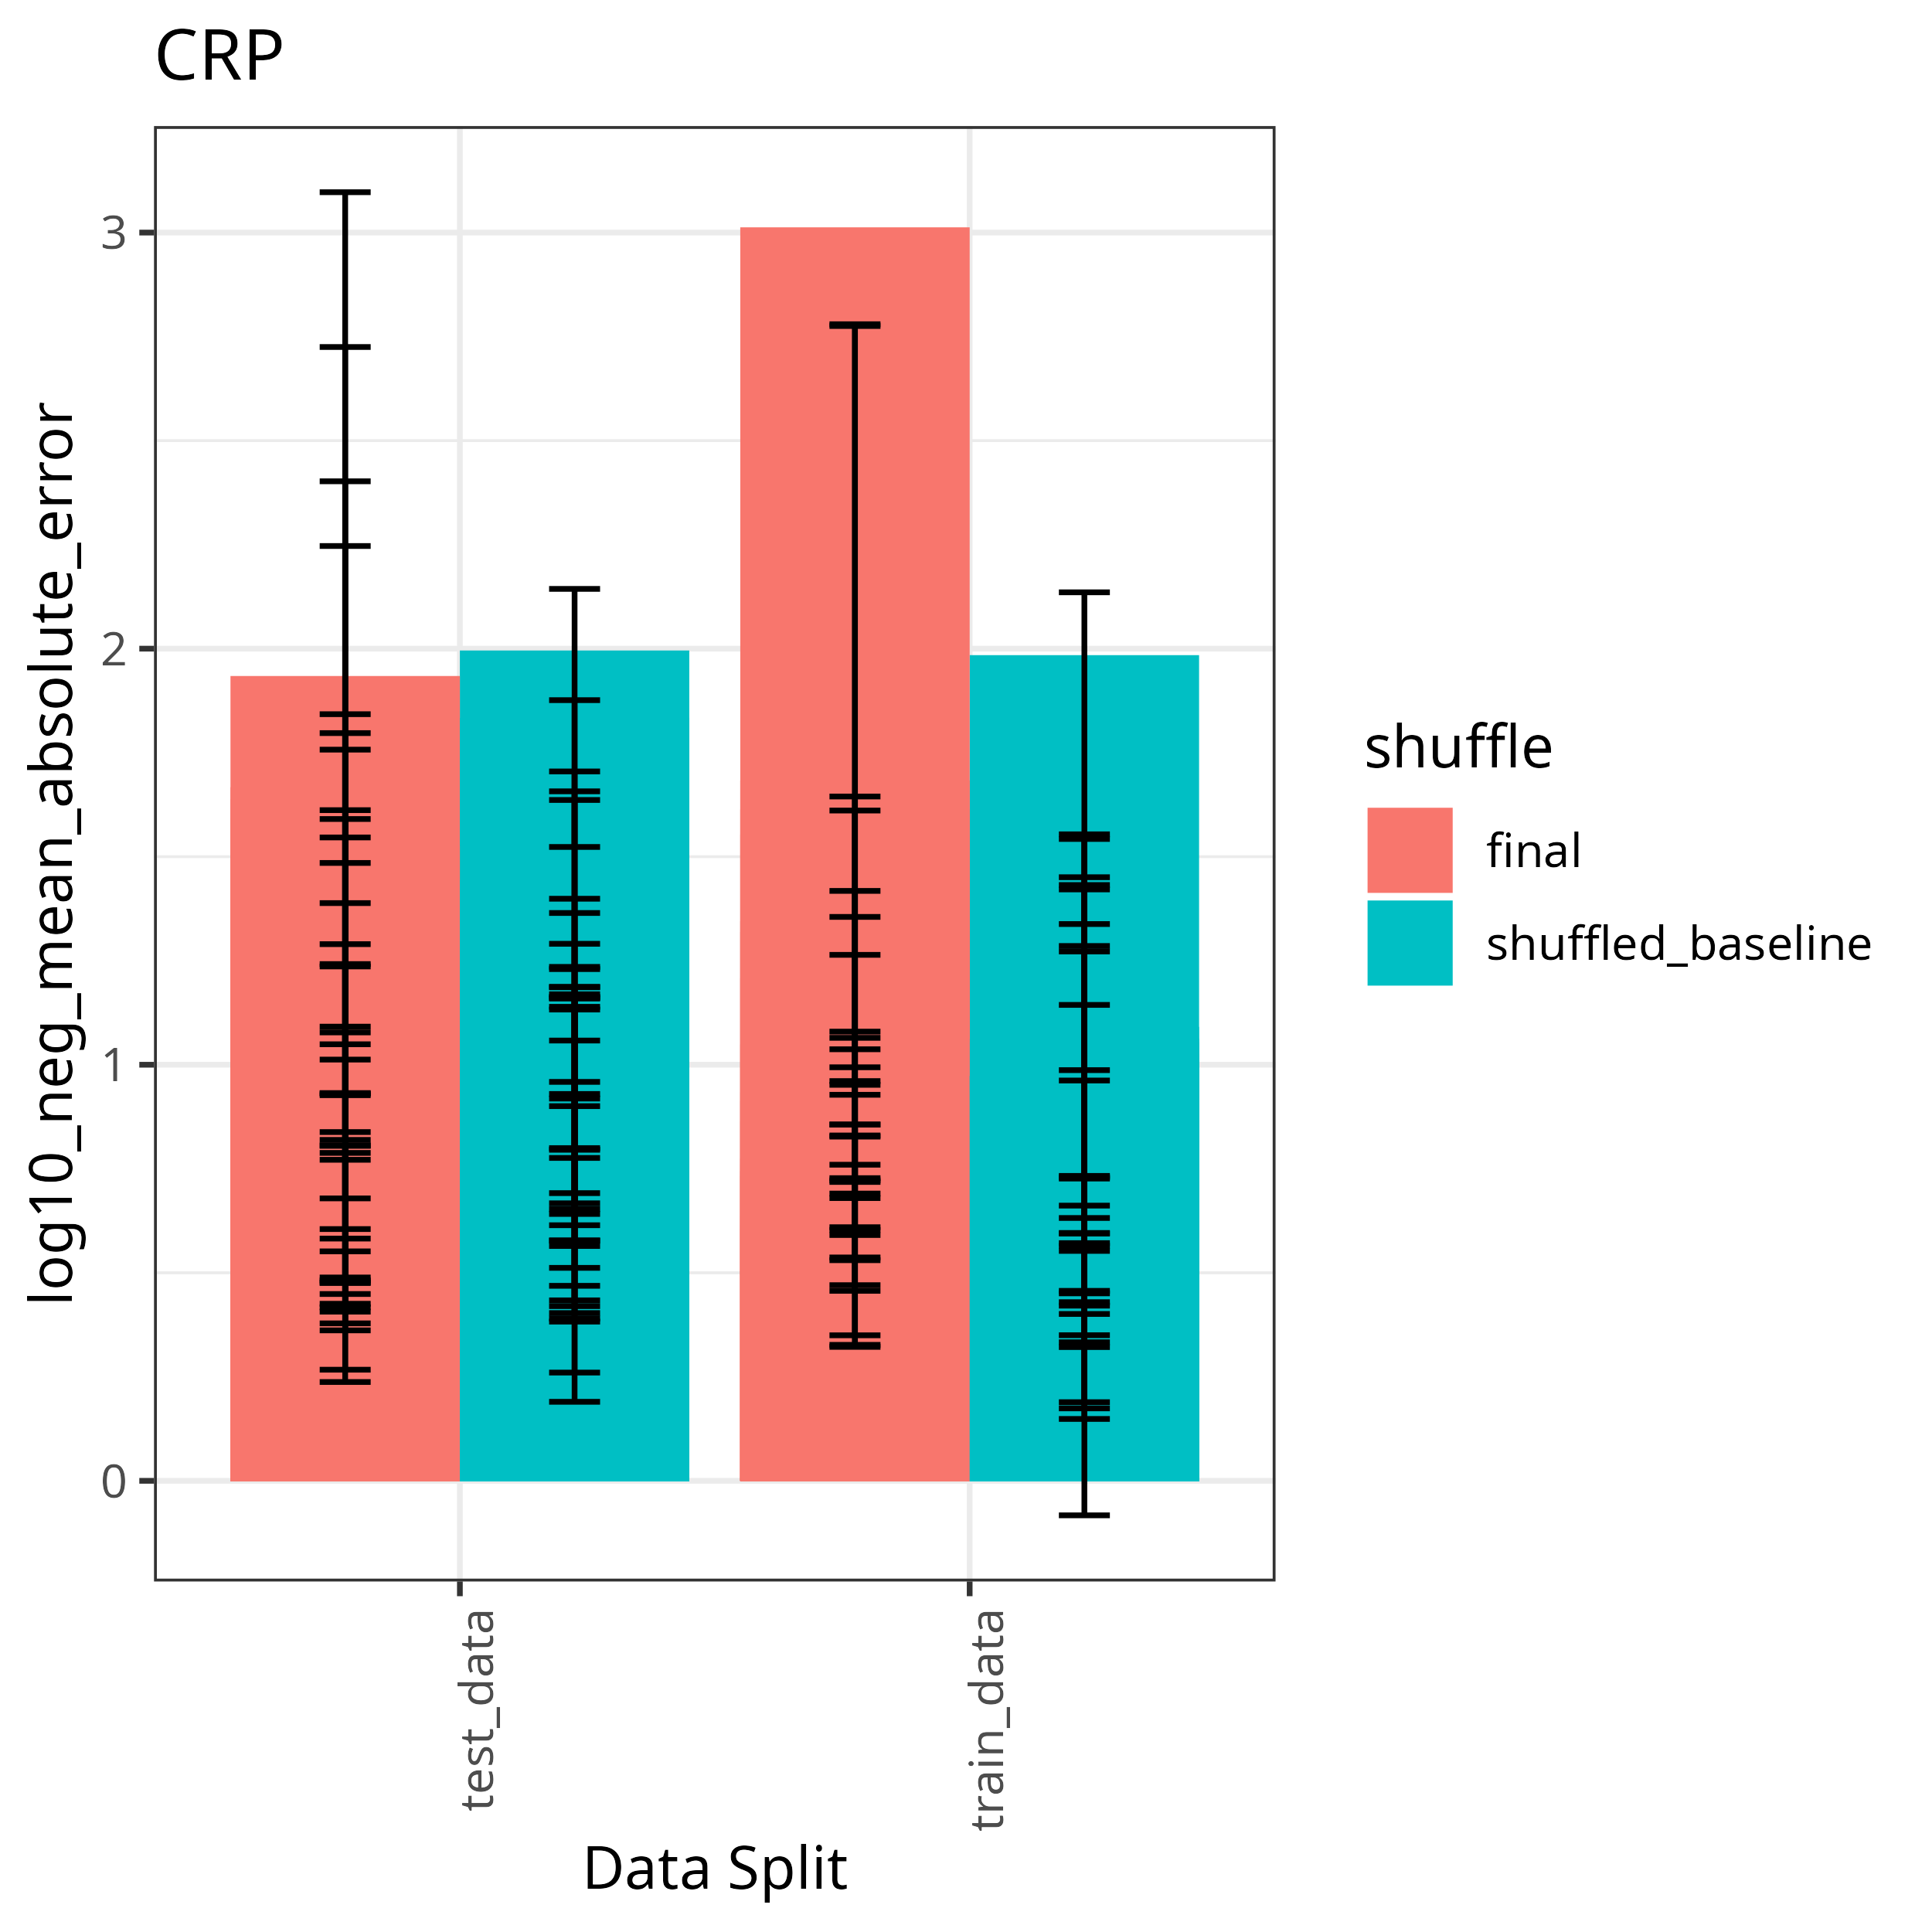 CRP
log10_neg_mean_absolute_error
3
2
1
0
test_data
train_data
Data Split
shuffle
final
shuffled_baseline